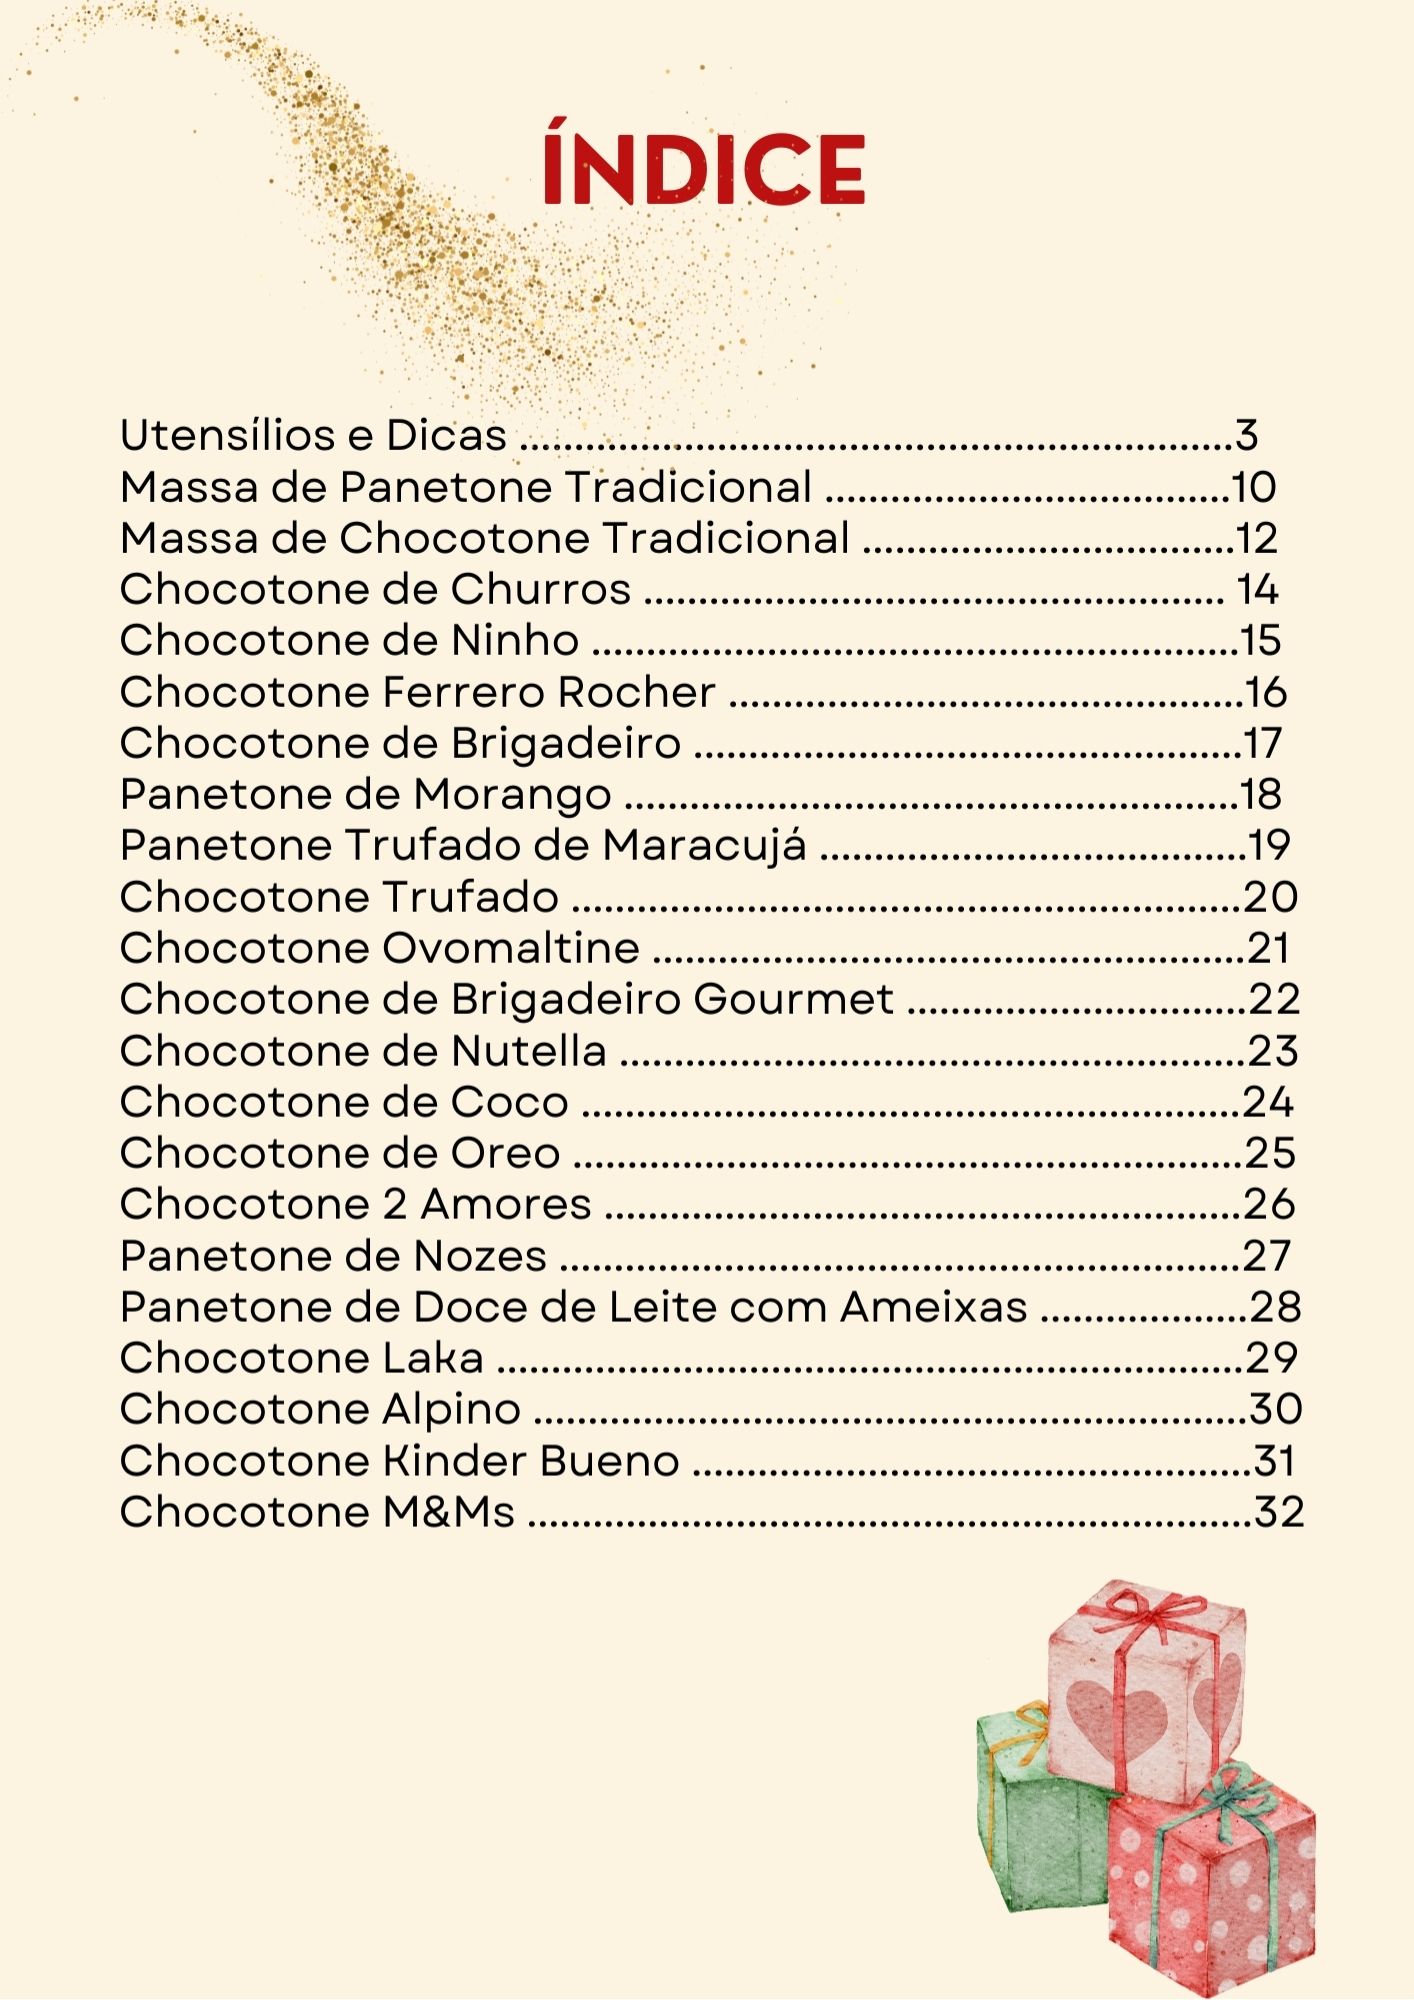 ÍNDICE
Utensílios e Dicas ..................................................................3
Massa de Panetone Tradicional .....................................10
Massa de Chocotone Tradicional ..................................12
Chocotone de Churros ..................................................... 14
Chocotone de Ninho ...........................................................15
Chocotone Ferrero Rocher ...............................................16
Chocotone de Brigadeiro ..................................................17
Panetone de Morango ........................................................18
Panetone Trufado de Maracujá .......................................19
Chocotone Trufado .............................................................20
Chocotone Ovomaltine ......................................................21
Chocotone de Brigadeiro Gourmet ...............................22
Chocotone de Nutella .........................................................23
Chocotone de Coco ............................................................24
Chocotone de Oreo .............................................................25
Chocotone 2 Amores ..........................................................26
Panetone de Nozes ..............................................................27
Panetone de Doce de Leite com Ameixas ...................28
Chocotone Laka ....................................................................29
Chocotone Alpino .................................................................30
Chocotone Kinder Bueno ...................................................31
Chocotone M&Ms ..................................................................32